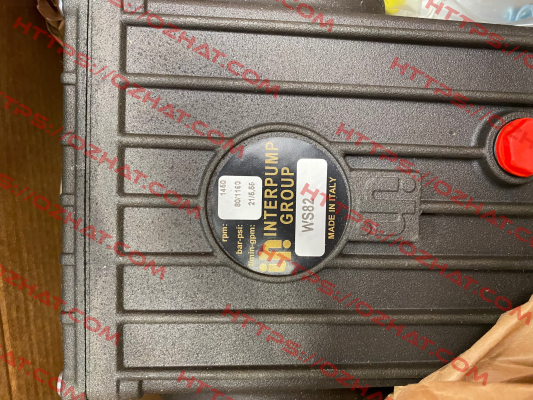 INTERPUMP
GROUP
WS82
MADE IN ITALY
rpm: 1450
bar-psi: 80/1160
min-gpm: 21/5,55
HTTPS://OZHAT.COM